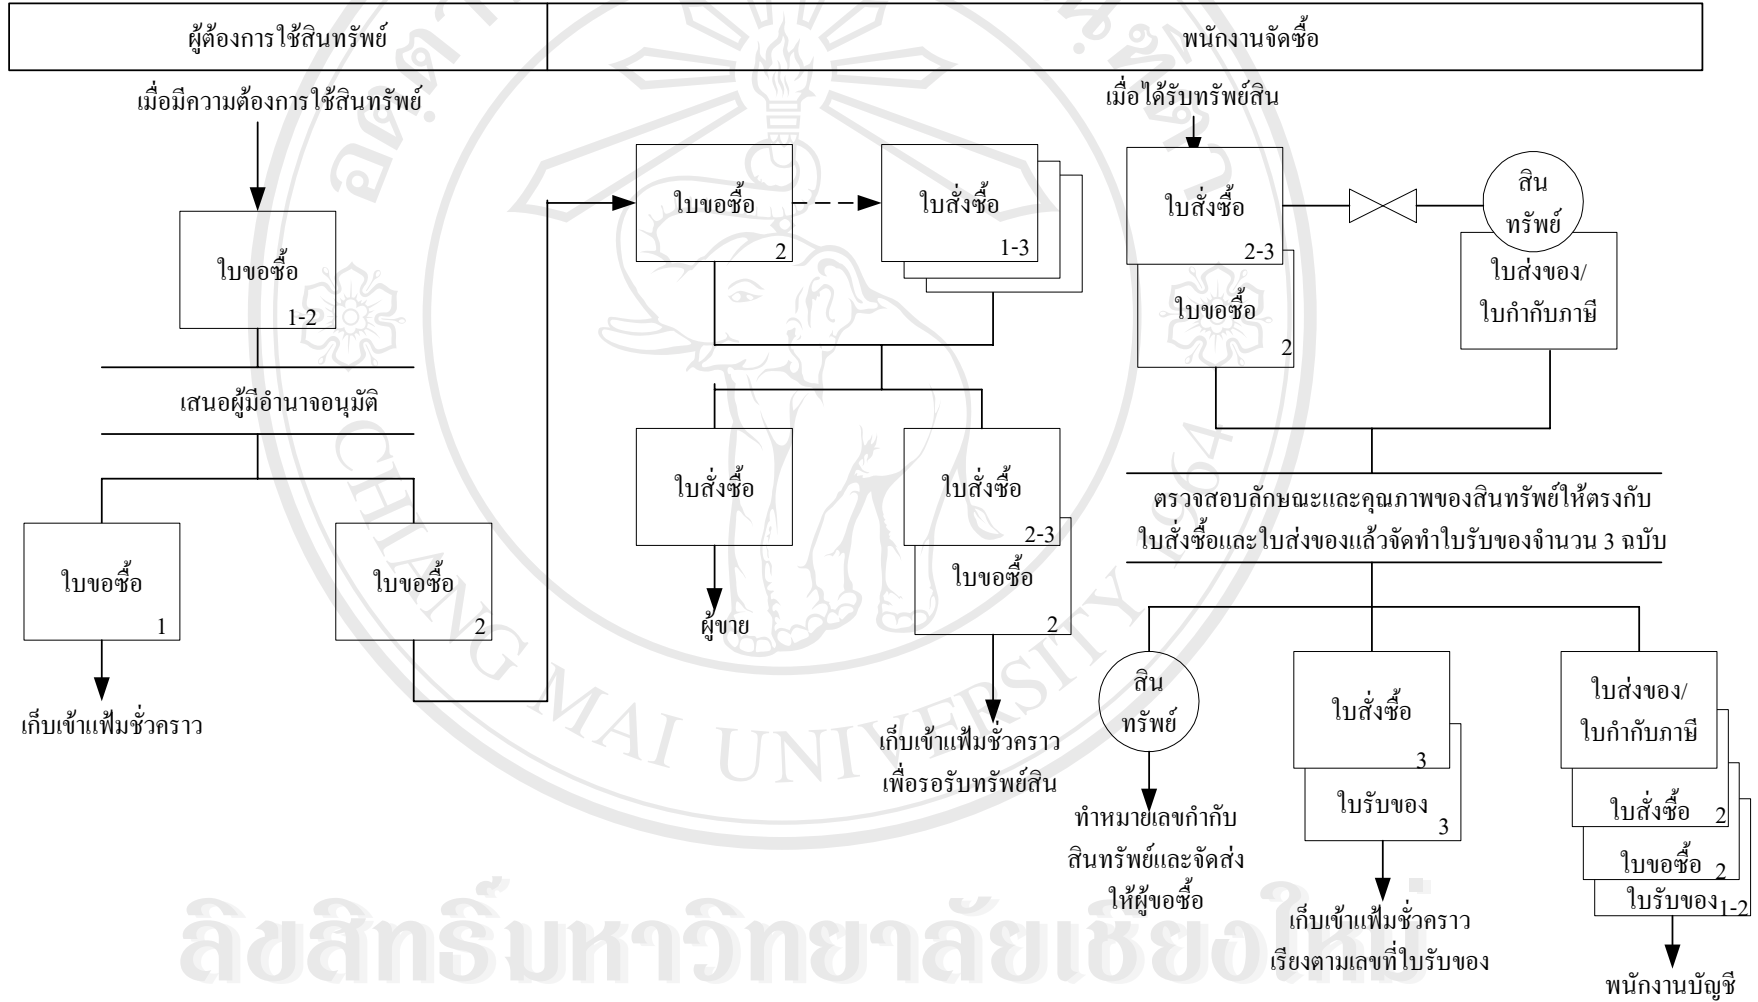 ผู้ต้องการใช้สินทรัพย์
พนักงานจัดซื้อ
เมื่อมีความต้องการใช้สินทรัพย์
ใบขอซื้อ
1-2
เสนอผู้มีอำนาจอนุมัติ
ใบขอซื้อ
1
ใบขอซื้อ
2
เก็บเข้าแฟ้มชั่วคราว
ใบขอซื้อ
2
ใบสั่งซื้อ
1-3
ใบสั่งซื้อ
ผู้ขาย
ใบสั่งซื้อ
2-3
ใบขอซื้อ
2
เก็บเข้าแฟ้มชั่วคราว
เพื่อรอรับทรัพย์สิน
เมื่อได้รับทรัพย์สิน
ใบสั่งซื้อ
2-3
ใบขอซื้อ
2
สิน
ทรัพย์
ใบส่งของ/
ใบกำกับภาษี
ตรวจสอบลักษณะและคุณภาพของสินทรัพย์ให้ตรงกับ
ใบสั่งซื้อและใบส่งของแล้วจัดทำใบรับของจำนวน 3 ฉบับ
สิน
ทรัพย์
ทำหมายเลขกำกับ
สินทรัพย์และจัดส่ง
ให้ผู้ขอซื้อ
ใบสั่งซื้อ
3
ใบรับของ
3
เก็บเข้าแฟ้มชั่วคราว
เรียงตามเลขที่ใบรับของ
ใบส่งของ/
ใบกำกับภาษี
ใบสั่งซื้อ 2
ใบขอซื้อ 2
ใบรับของ 1-2
พนักงานบัญชี
CHIANG MAI UNIVERSITY 1964
ลิขสิทธิ์มหาวิทยาลัยเชียงใหม่